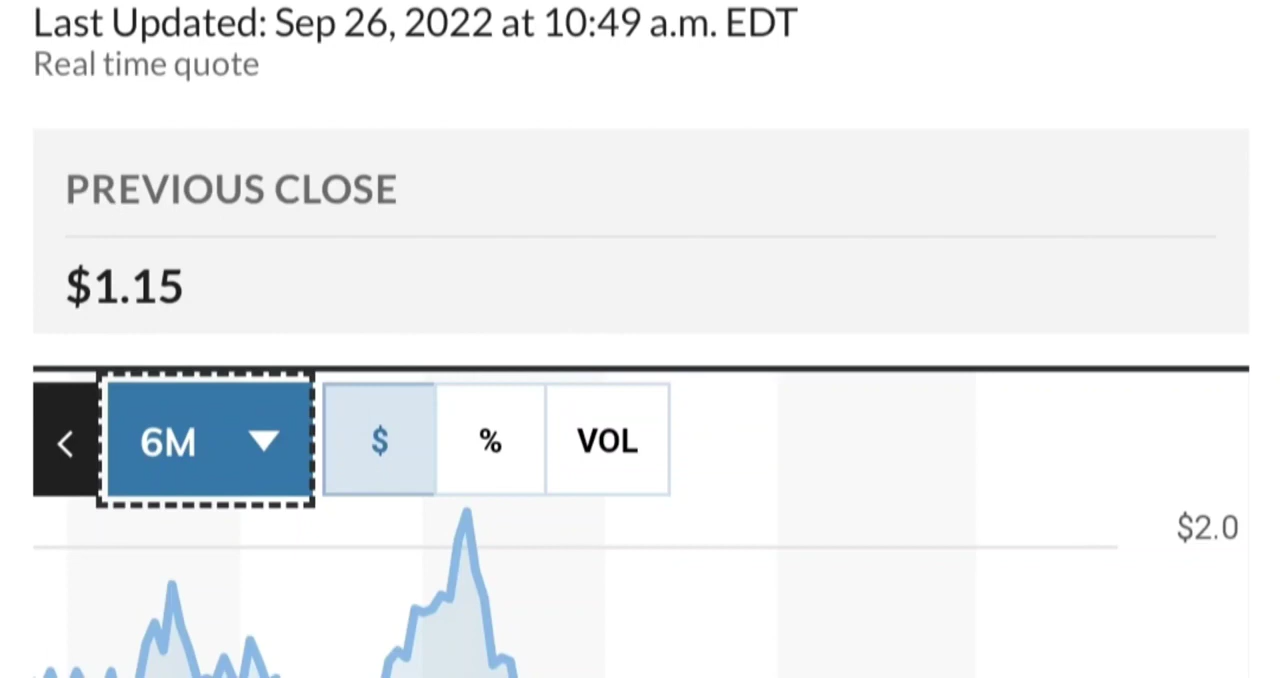 Last Updated: Sep 26, 2022 at 10:49 a.m. EDT
Real time quote
PREVIOUS CLOSE
$1.15
6M $ % VOL
$2.0